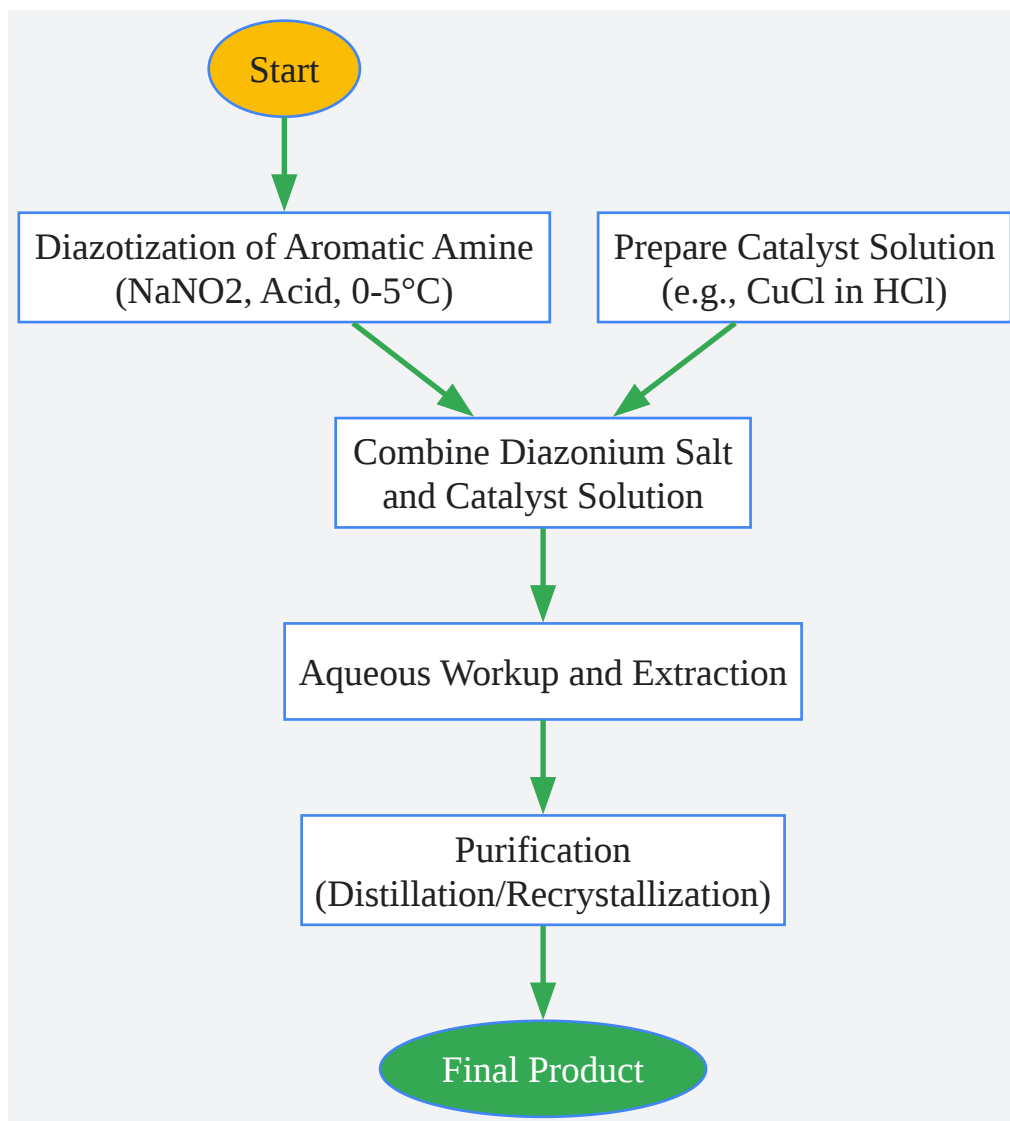 Start
Diazotization of Aromatic Amine
(NaNO2, Acid, 0-5°C)
Prepare Catalyst Solution
(e.g., CuCl in HCl)
Combine Diazonium Salt
and Catalyst Solution
Aqueous Workup and Extraction
Purification
(Distillation/Recrystallization)
Final Product